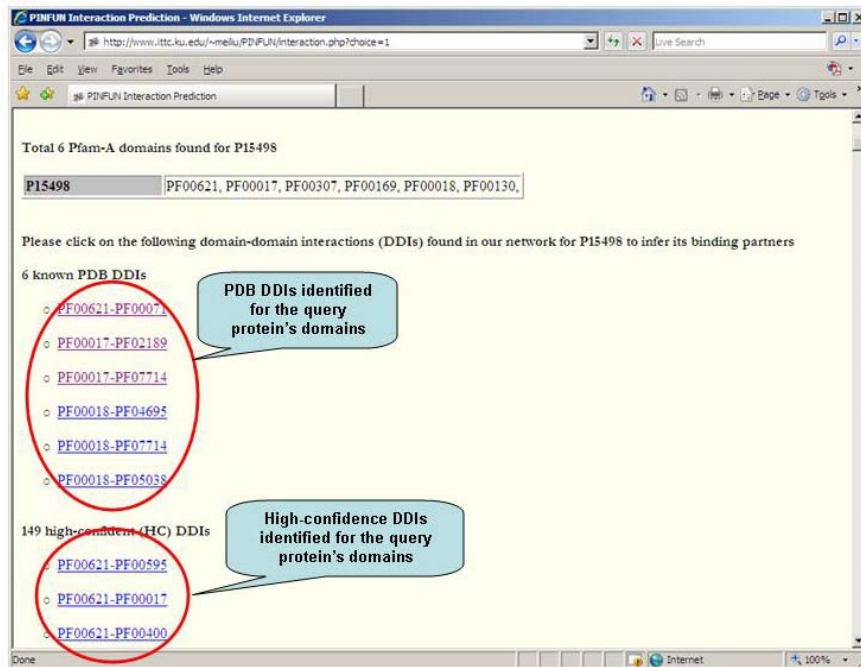 PINFUN Interaction Prediction - Windows Internet Explorer
http://www.ittc.ku.edu/~meiliu/PINFUN/interaction.php?choice=1
Live Search
File Edit View Favorites Tools Help
PINFUN Interaction Prediction
Page Tools
Total 6 Pfam-A domains found for P15498
P15498 PF00621, PF00017, PF00307, PF00169, PF00018, PF00130,
Please click on the following domain-domain interactions (DDIs) found in our network for P15498 to infer its binding partners
6 known PDB DDIs
PF00621-PF00071
PF00017-PF02189
PF00017-PF07714
PF00018-PF04695
PF00018-PF07714
PF00018-PF05038
PDB DDIs identified
for the query
protein's domains
149 high-confident (HC) DDIs
PF00621-PF00595
PF00621-PF00017
PF00621-PF00400
High-confidence DDIs
identified for the query
protein's domains
Done
Internet
100%